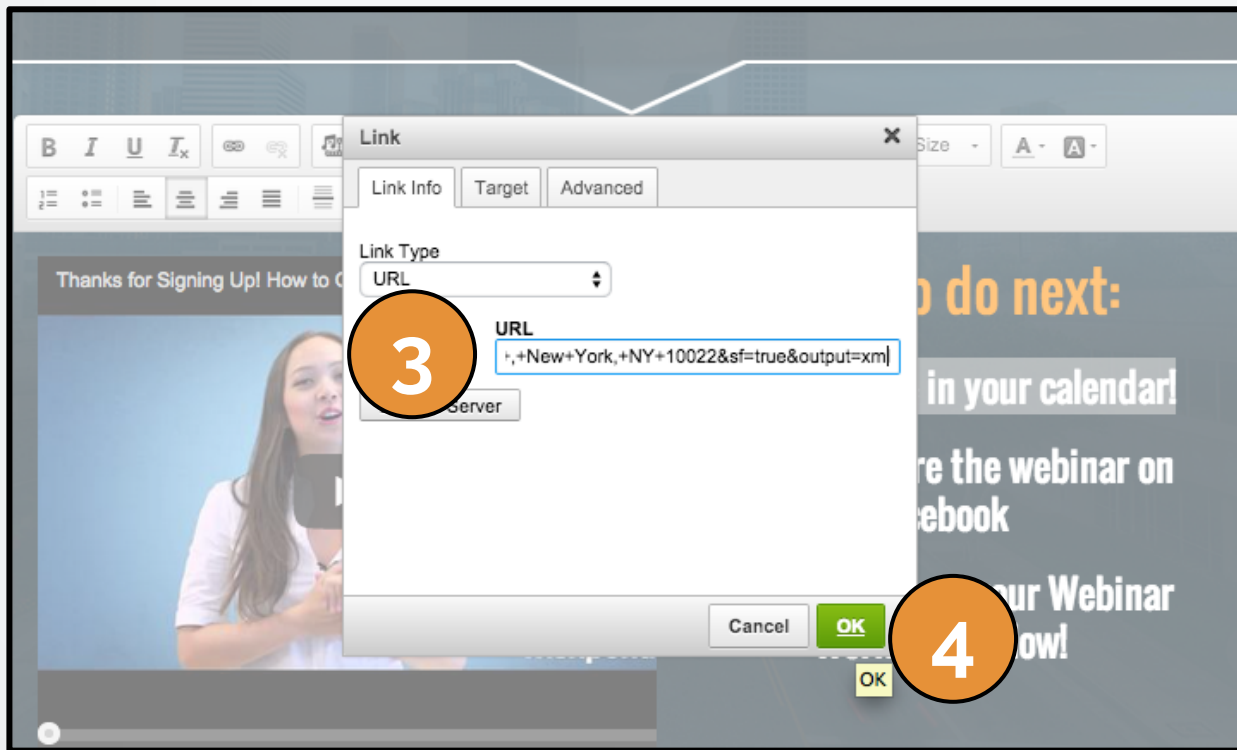 Link
B I U Ix
Size
A
A
Link Info Target Advanced
Link Type
URL
Thanks for Signing Up! How to
do next:
3
URL
,+New+York,+NY+10022&sf=true&output=xm
Server
in your calendar!
re the webinar on
cebook
our Webinar
ow!
Cancel OK
4
OK